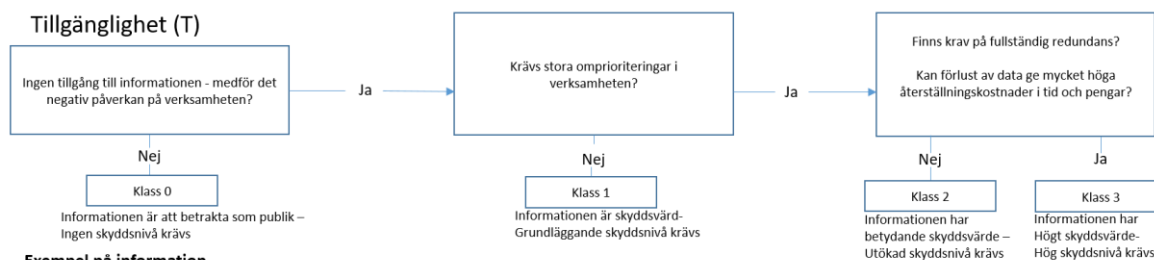 Tillgänglighet (T)
Ingen tillgång till informationen - medför det
negativ påverkan på verksamheten?
Ja
Krävs stora omprioriteringar i
verksamheten?
Ja
Finns krav på fullständig redundans?
Kan förlust av data ge mycket höga
återställningskostnader i tid och pengar?
Nej
Klass 0
Informationen är att betrakta som publik –
Ingen skyddsnivå krävs
Nej
Klass 1
Informationen är skyddsvärd-
Grundläggande skyddsnivå krävs
Nej
Klass 2
Informationen har
betydande skyddsvärde –
Utökad skyddsnivå krävs
Ja
Klass 3
Informationen har
Högt skyddsvärde-
Hög skyddsnivå krävs
Exempel på information